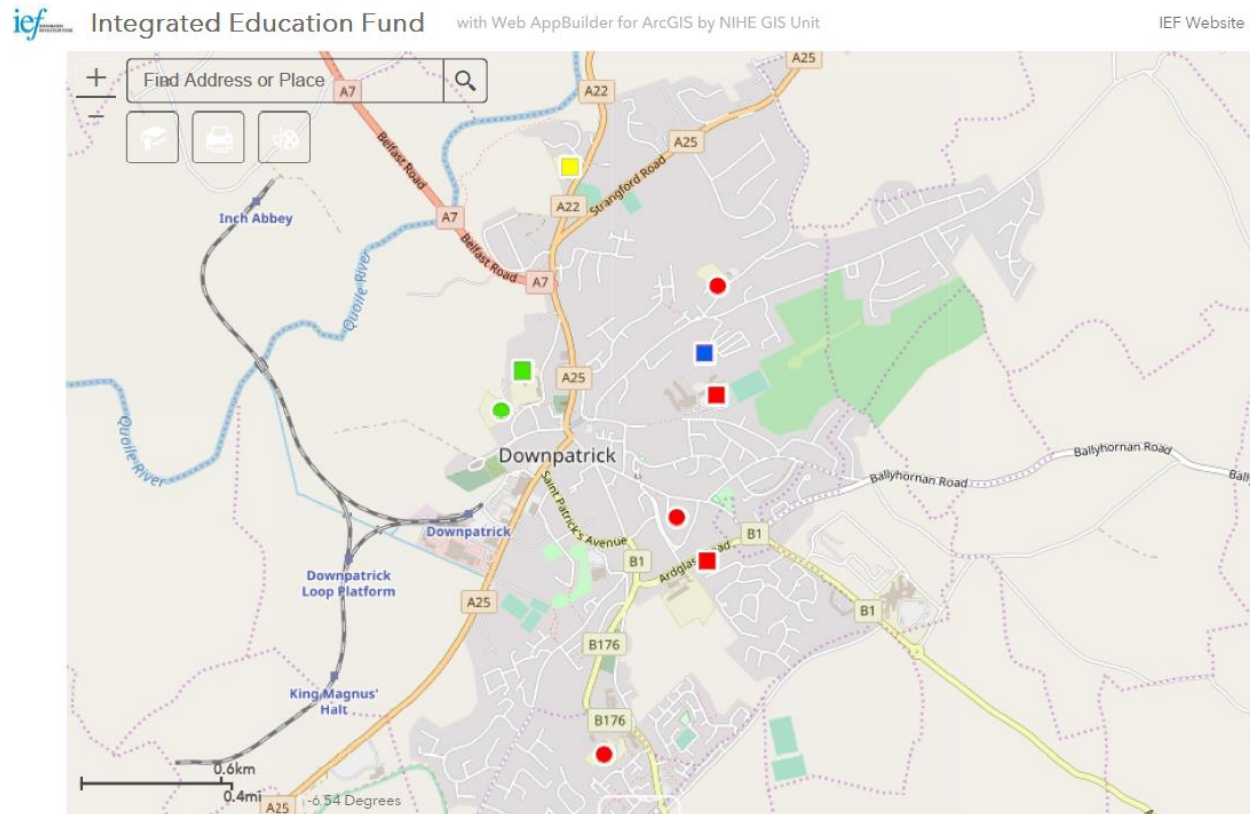 ief Integrated Education Fund with Web AppBuilder for ArcGIS by NIHE GIS Unit IEF Website
+
Find Address or Place
−
A25
A7
A22
Belfast Road
A25
Strangford Road
A22
Inch Abbey
A7
Belfast Road
A7
Quoile River
A25
Quoile River
Downpatrick
Ballyhornan Road
Ballyhornan Road
Saint Patrick's Avenue
Downpatrick
B1
B1
Ardglass Road
Downpatrick
Loop Platform
A25
B1
B176
King Magnus'
Halt
B176
0.6km
0.4mi
A25
-6.54 Degrees